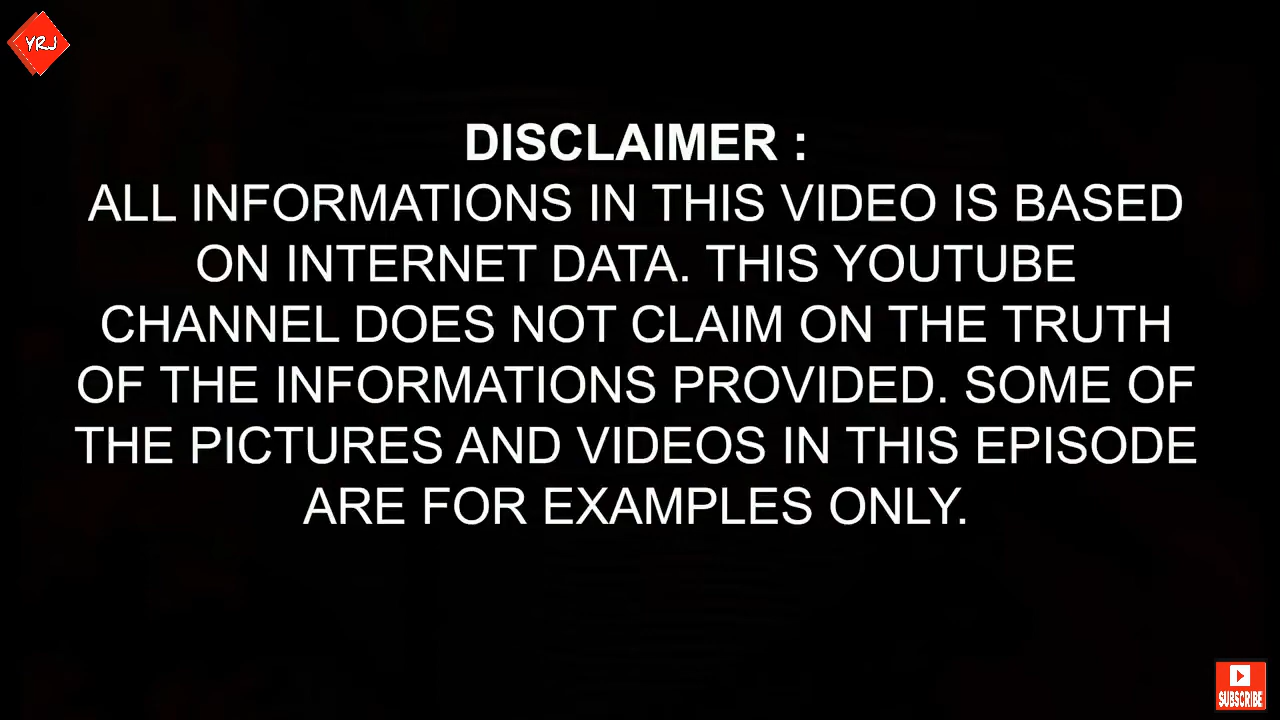 YRJ
DISCLAIMER :
ALL INFORMATIONS IN THIS VIDEO IS BASED
ON INTERNET DATA. THIS YOUTUBE
CHANNEL DOES NOT CLAIM ON THE TRUTH
OF THE INFORMATIONS PROVIDED. SOME OF
THE PICTURES AND VIDEOS IN THIS EPISODE
ARE FOR EXAMPLES ONLY.
SUBSCRIBE